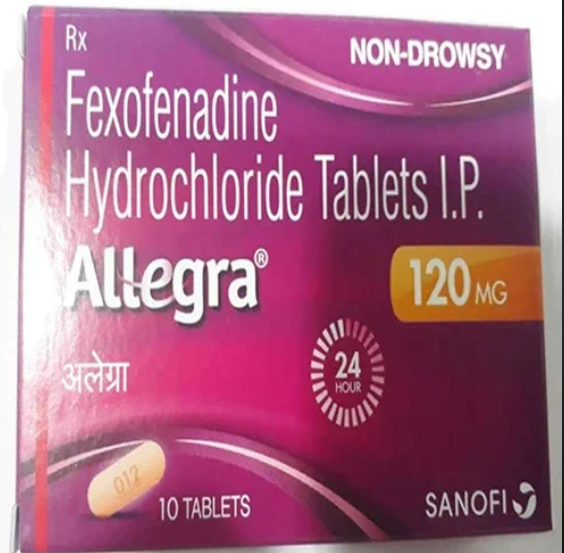 Rx
NON-DROWSY
Fexofenadine
Hydrochloride Tablets I.P.
Allegra®
120 MG
अलेग्रा
24
HOUR
012
10 TABLETS
SANOFI